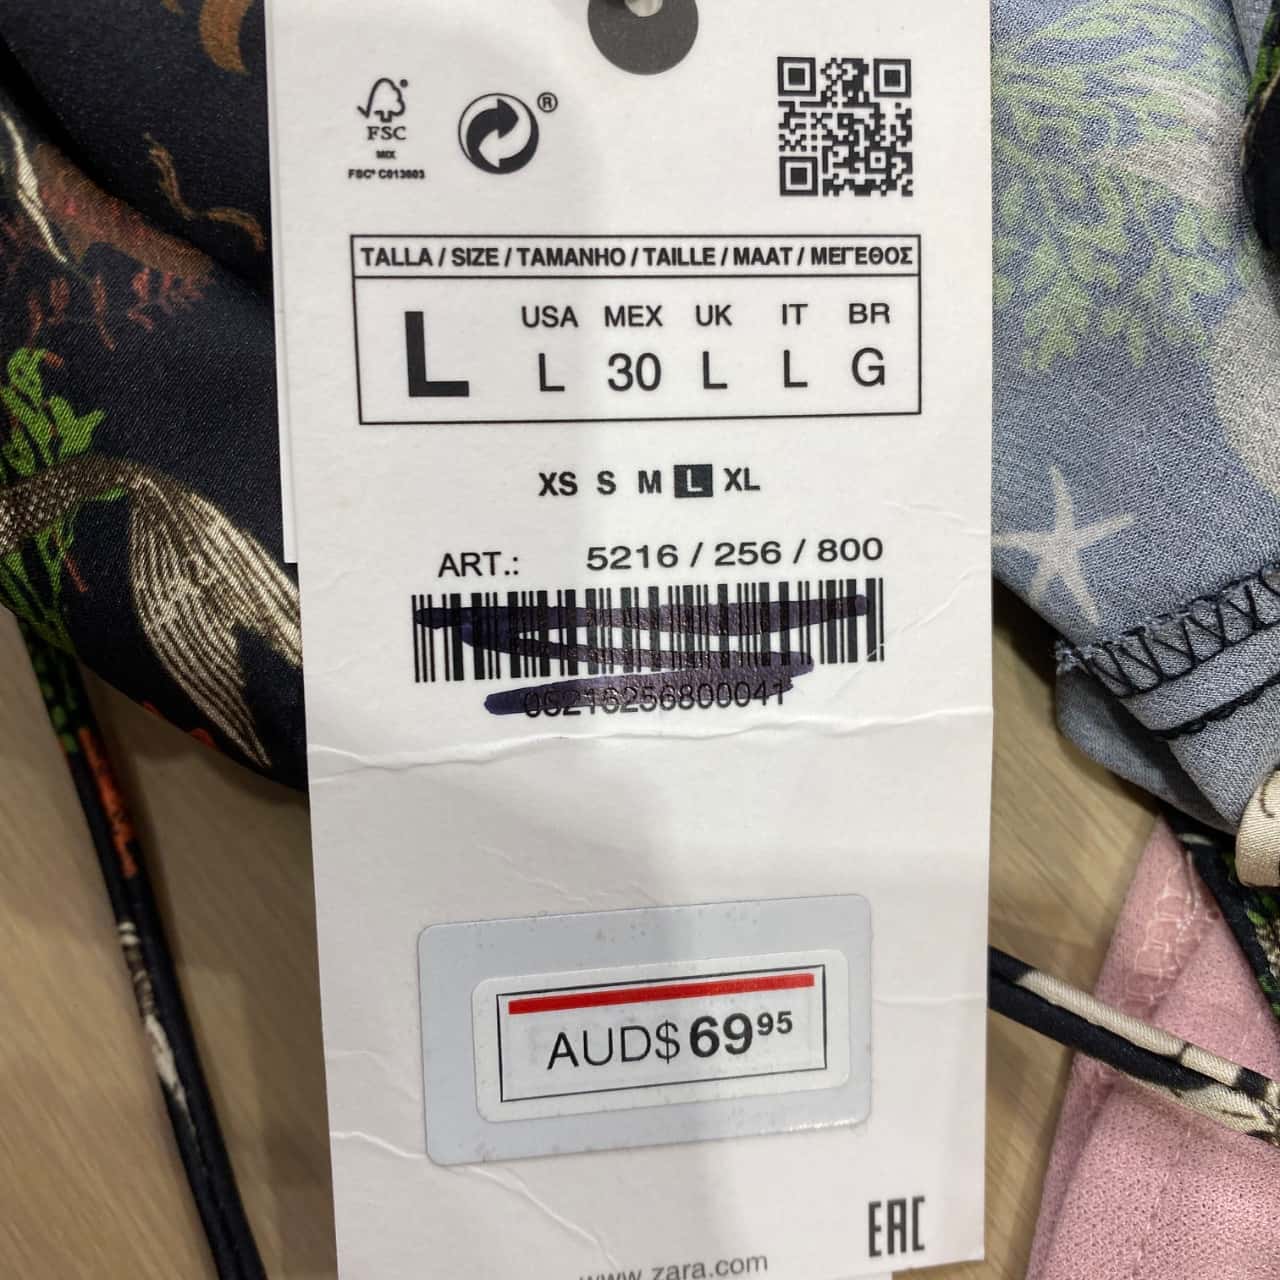 FSC
MIX
FSC® C013603
®
TALLA / SIZE / TAMANHO / TAILLE / MAAT / ΜΕΓΕΘΟΣ
L
USA MEX UK IT BR
L 30 L L G
XS S M L XL
ART.: 5216 / 256 / 800
05216256800041
AUD$ 69 95
EAC
www.zara.com